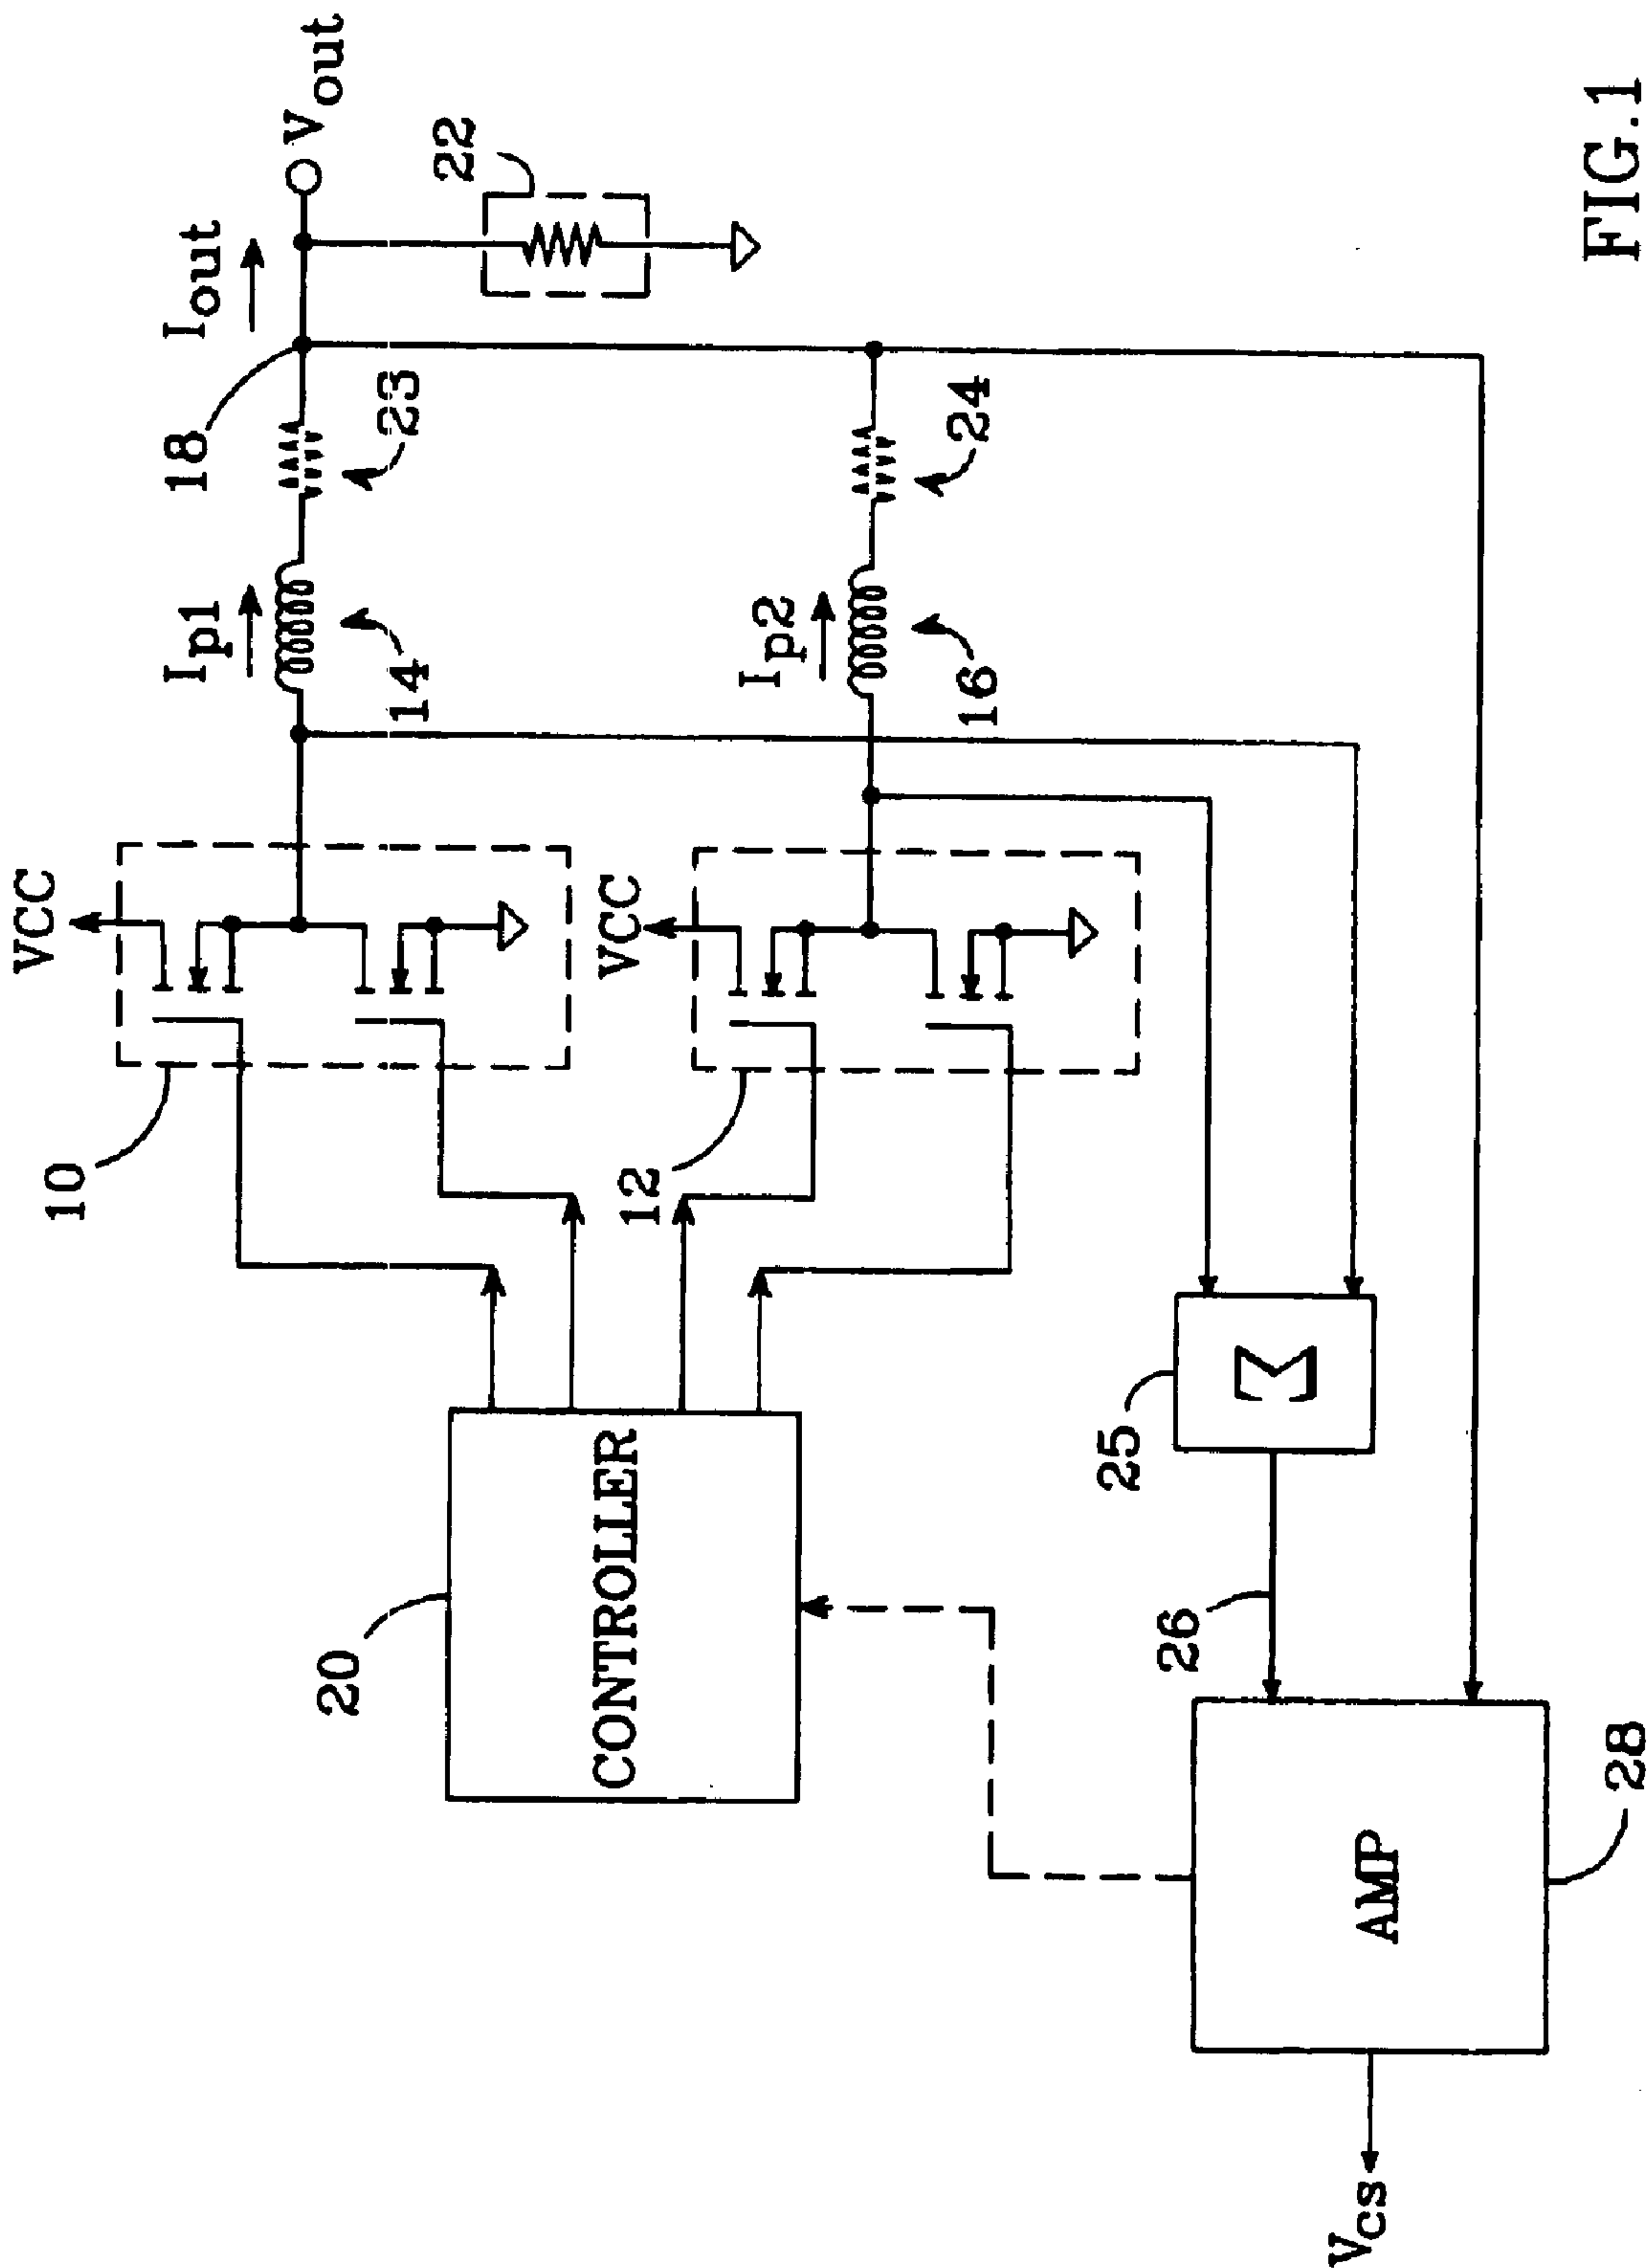 VCC
10
Ip1
14
18
23
Iout
Vout
22
VCC
12
Ip2
16
24
20
CONTROLLER
25
Σ
26
AMP
28
Vcs
FIG.1